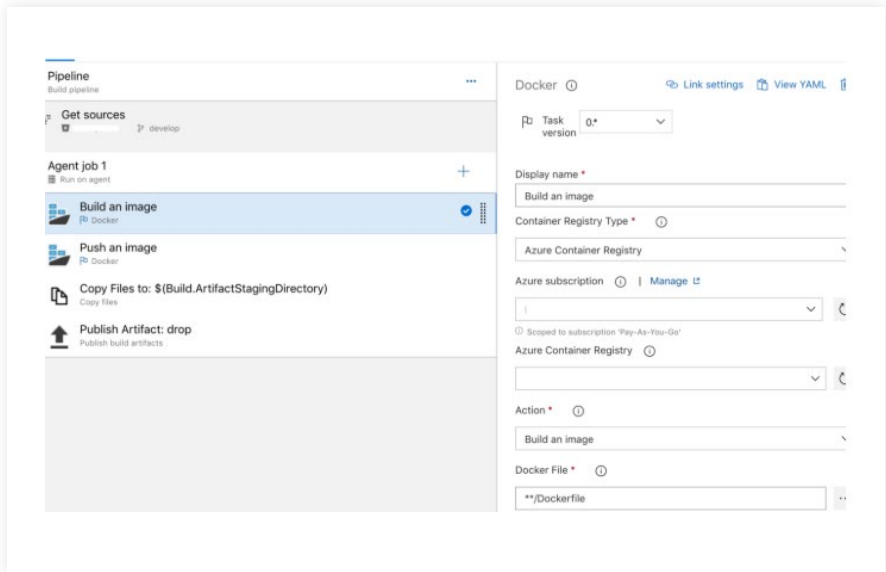 Pipeline
...
Build pipeline
Get sources
develop
Agent job 1
Run on agent
Build an image
Docker
Push an image
Docker
Copy Files to: $(Build.ArtifactStagingDirectory)
Copy files
Publish Artifact: drop
Publish build artifacts
Docker Link settings View YAML
Task version 0.*
Display name *
Build an image
Container Registry Type *
Azure Container Registry
Azure subscription | Manage
Scoped to subscription 'Pay-As-You-Go'
Azure Container Registry
Action *
Build an image
Docker File *
**/Dockerfile